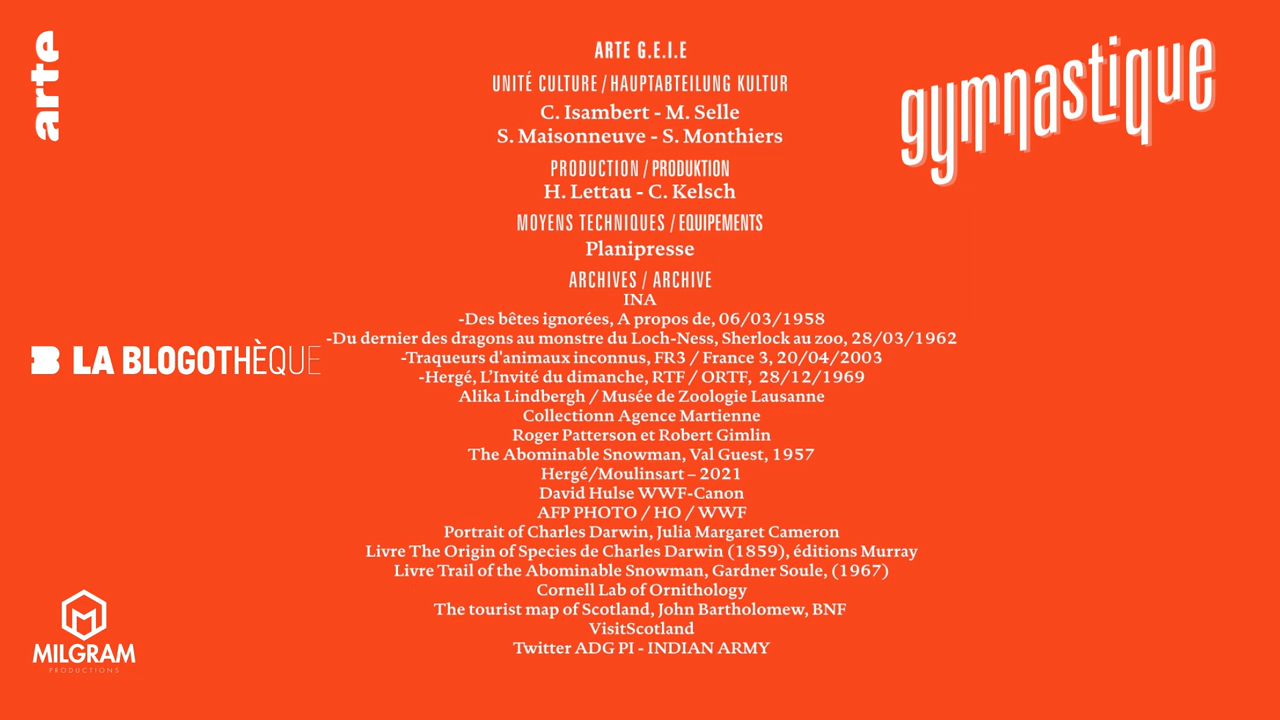 arte
gymnastique
ARTE G.E.I.E
UNITÉ CULTURE / HAUPTABTEILUNG KULTUR
C. Isambert - M. Selle
S. Maisonneuve - S. Monthiers
PRODUCTION / PRODUKTION
H. Lettau - C. Kelsch
MOYENS TECHNIQUES / EQUIPEMENTS
Planipresse
ARCHIVES / ARCHIVE
INA
-Des bêtes ignorées, A propos de, 06/03/1958
-Du dernier des dragons au monstre du Loch-Ness, Sherlock au zoo, 28/03/1962
-Traqueurs d'animaux inconnus, FR3 / France 3, 20/04/2003
-Hergé, L'Invité du dimanche, RTF / ORTF, 28/12/1969
Alika Lindbergh / Musée de Zoologie Lausanne
Collectionn Agence Martienne
Roger Patterson et Robert Gimlin
The Abominable Snowman, Val Guest, 1957
Hergé/Moulinsart – 2021
David Hulse WWF-Canon
AFP PHOTO / HO / WWF
Portrait of Charles Darwin, Julia Margaret Cameron
Livre The Origin of Species de Charles Darwin (1859), éditions Murray
Livre Trail of the Abominable Snowman, Gardner Soule, (1967)
Cornell Lab of Ornithology
The tourist map of Scotland, John Bartholomew, BNF
VisitScotland
Twitter ADG PI - INDIAN ARMY
B LA BLOGOTHÈQUE
M
MILGRAM
PRODUCTIONS